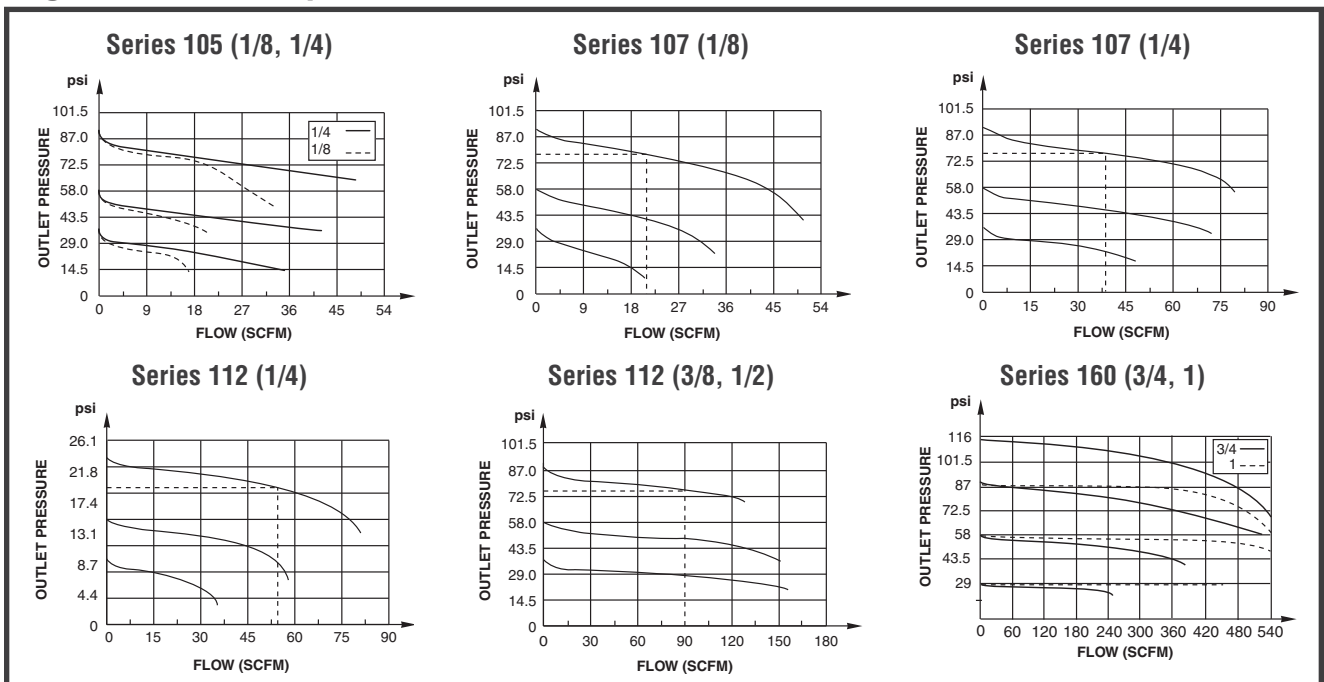 Series 105 (1/8, 1/4)
psi
101.5
87.0
72.5
58.0
43.5
29.0
14.5
0
OUTLET PRESSURE
1/4
1/8
0 9 18 27 36 45 54
FLOW (SCFM)
Series 107 (1/8)
psi
101.5
87.0
72.5
58.0
43.5
29.0
14.5
0
OUTLET PRESSURE
0 9 18 27 36 45 54
FLOW (SCFM)
Series 107 (1/4)
psi
101.5
87.0
72.5
58.0
43.5
29.0
14.5
0
OUTLET PRESSURE
0 15 30 45 60 75 90
FLOW (SCFM)
Series 112 (1/4)
psi
26.1
21.8
17.4
13.1
8.7
4.4
0
OUTLET PRESSURE
0 15 30 45 60 75 90
FLOW (SCFM)
Series 112 (3/8, 1/2)
psi
101.5
87.0
72.5
58.0
43.5
29.0
14.5
0
OUTLET PRESSURE
0 30 60 90 120 150 180
FLOW (SCFM)
Series 160 (3/4, 1)
psi
116
101.5
87
72.5
58
43.5
29
OUTLET PRESSURE
3/4
1
0 60 120 180 240 300 360 420 480 540
FLOW (SCFM)